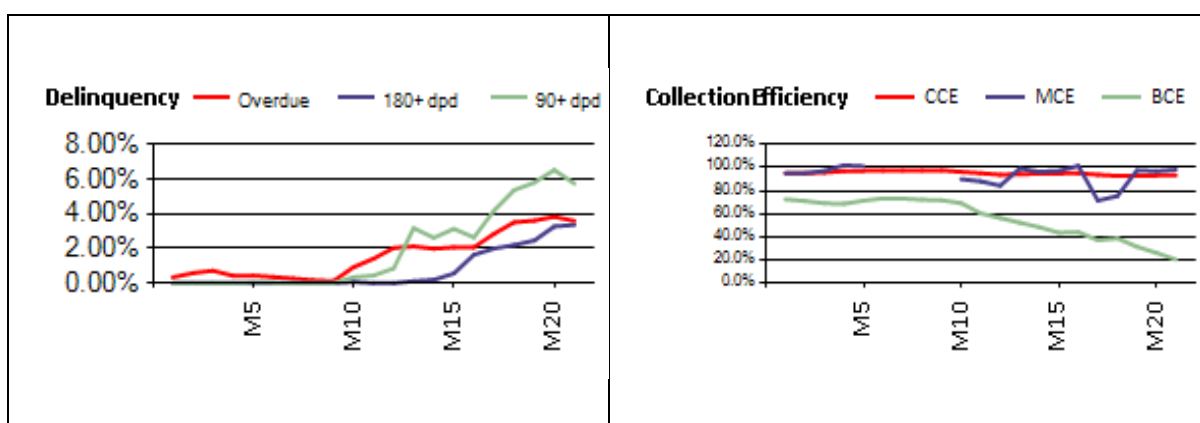 Delinquency Overdue 180+ dpd 90+ dpd
8.00%
6.00%
4.00%
2.00%
0.00%
M5
M10
M15
M20
Collection Efficiency CCE MCE BCE
120.0%
100.0%
80.0%
60.0%
40.0%
20.0%
0.0%
M5
M10
M15
M20